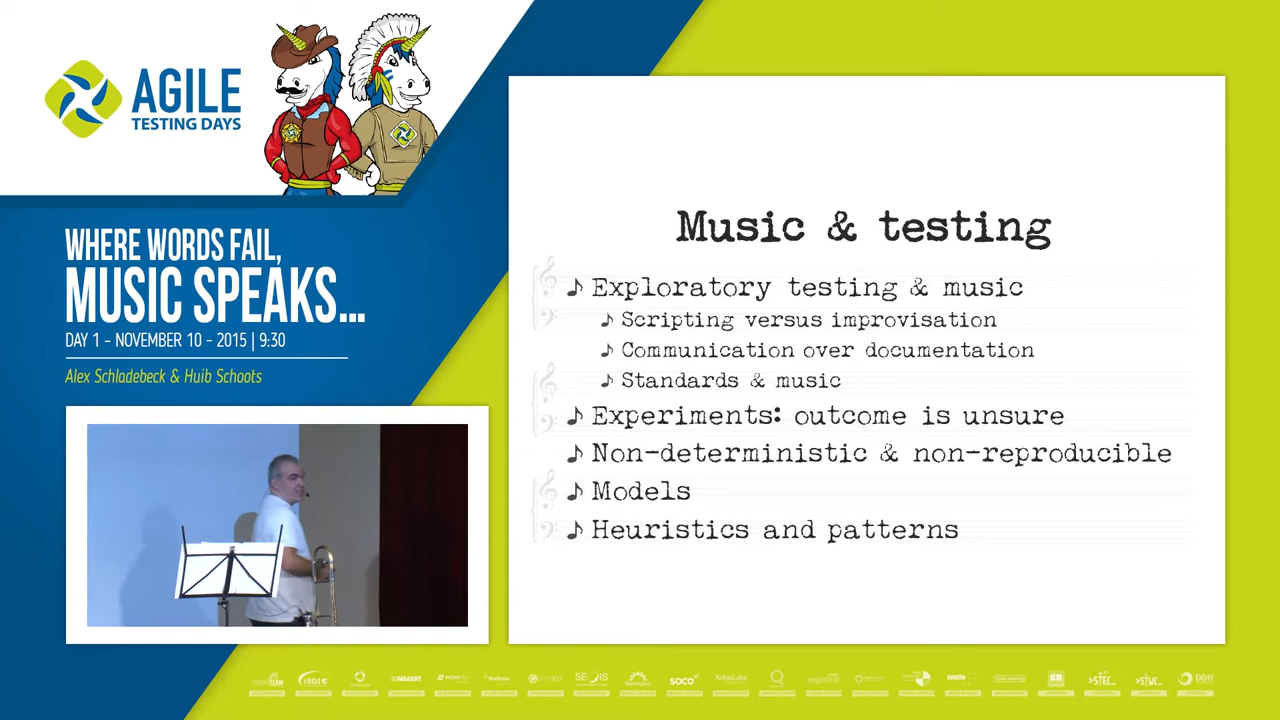 AGILE
TESTING DAYS
WHERE WORDS FAIL,
MUSIC SPEAKS...
DAY 1 - NOVEMBER 10 - 2015 | 9:30
Alex Schladebeck & Huib Schoots
Music & testing
♪ Exploratory testing & music
♪ Scripting versus improvisation
♪ Communication over documentation
♪ Standards & music
♪ Experiments: outcome is unsure
♪ Non-deterministic & non-reproducible
♪ Models
♪ Heuristics and patterns